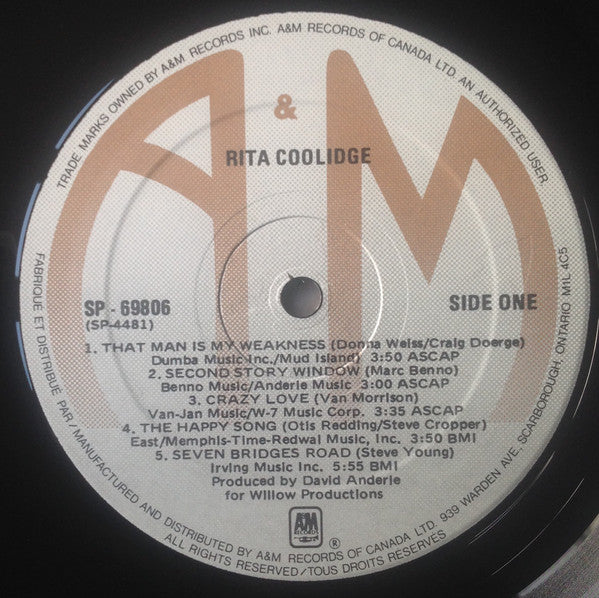 TRADE MARKS OWNED BY A&M RECORDS INC. A&M RECORDS OF CANADA LTD. AN AUTHORIZED USER
A & M
RITA COOLIDGE
SP - 69806
(SP-4481)
SIDE ONE
1. THAT MAN IS MY WEAKNESS (Donna Weiss/Craig Doerge)
Dumba Music Inc./Mud Island) 3:50 ASCAP
2. SECOND STORY WINDOW (Marc Benno)
Benno Music/Anderle Music 3:00 ASCAP
3. CRAZY LOVE (Van Morrison)
Van-Jan Music/W-7 Music Corp. 3:35 ASCAP
4. THE HAPPY SONG (Otis Redding/Steve Cropper)
East/Memphis-Time-Redwal Music, Inc. 3:50 BMI
5. SEVEN BRIDGES ROAD (Steve Young)
Irving Music Inc. 5:55 BMI
Produced by David Anderle
for Willow Productions
A&M
RECORDS
®
FABRIQUÉ ET DISTRIBUÉ PAR / MANUFACTURED AND DISTRIBUTED BY A&M RECORDS OF CANADA LTD. 939 WARDEN AVE. SCARBOROUGH, ONTARIO M1L 4C5
ALL RIGHTS RESERVED / TOUS DROITS RESERVES